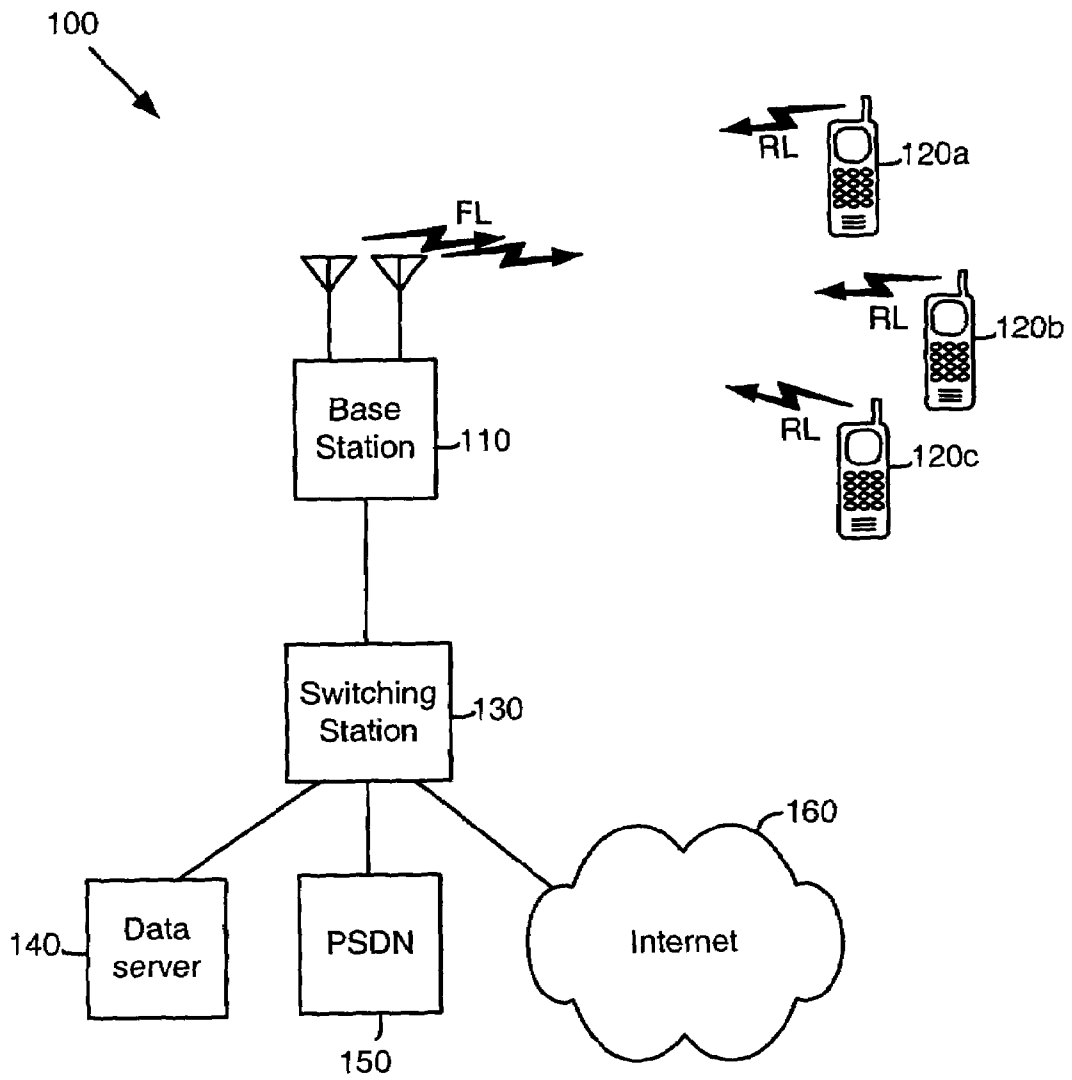 100
RL
120a
FL
RL
120b
Base
Station
110
RL
120c
Switching
Station
130
160
Data
server
140
PSDN
Internet
150